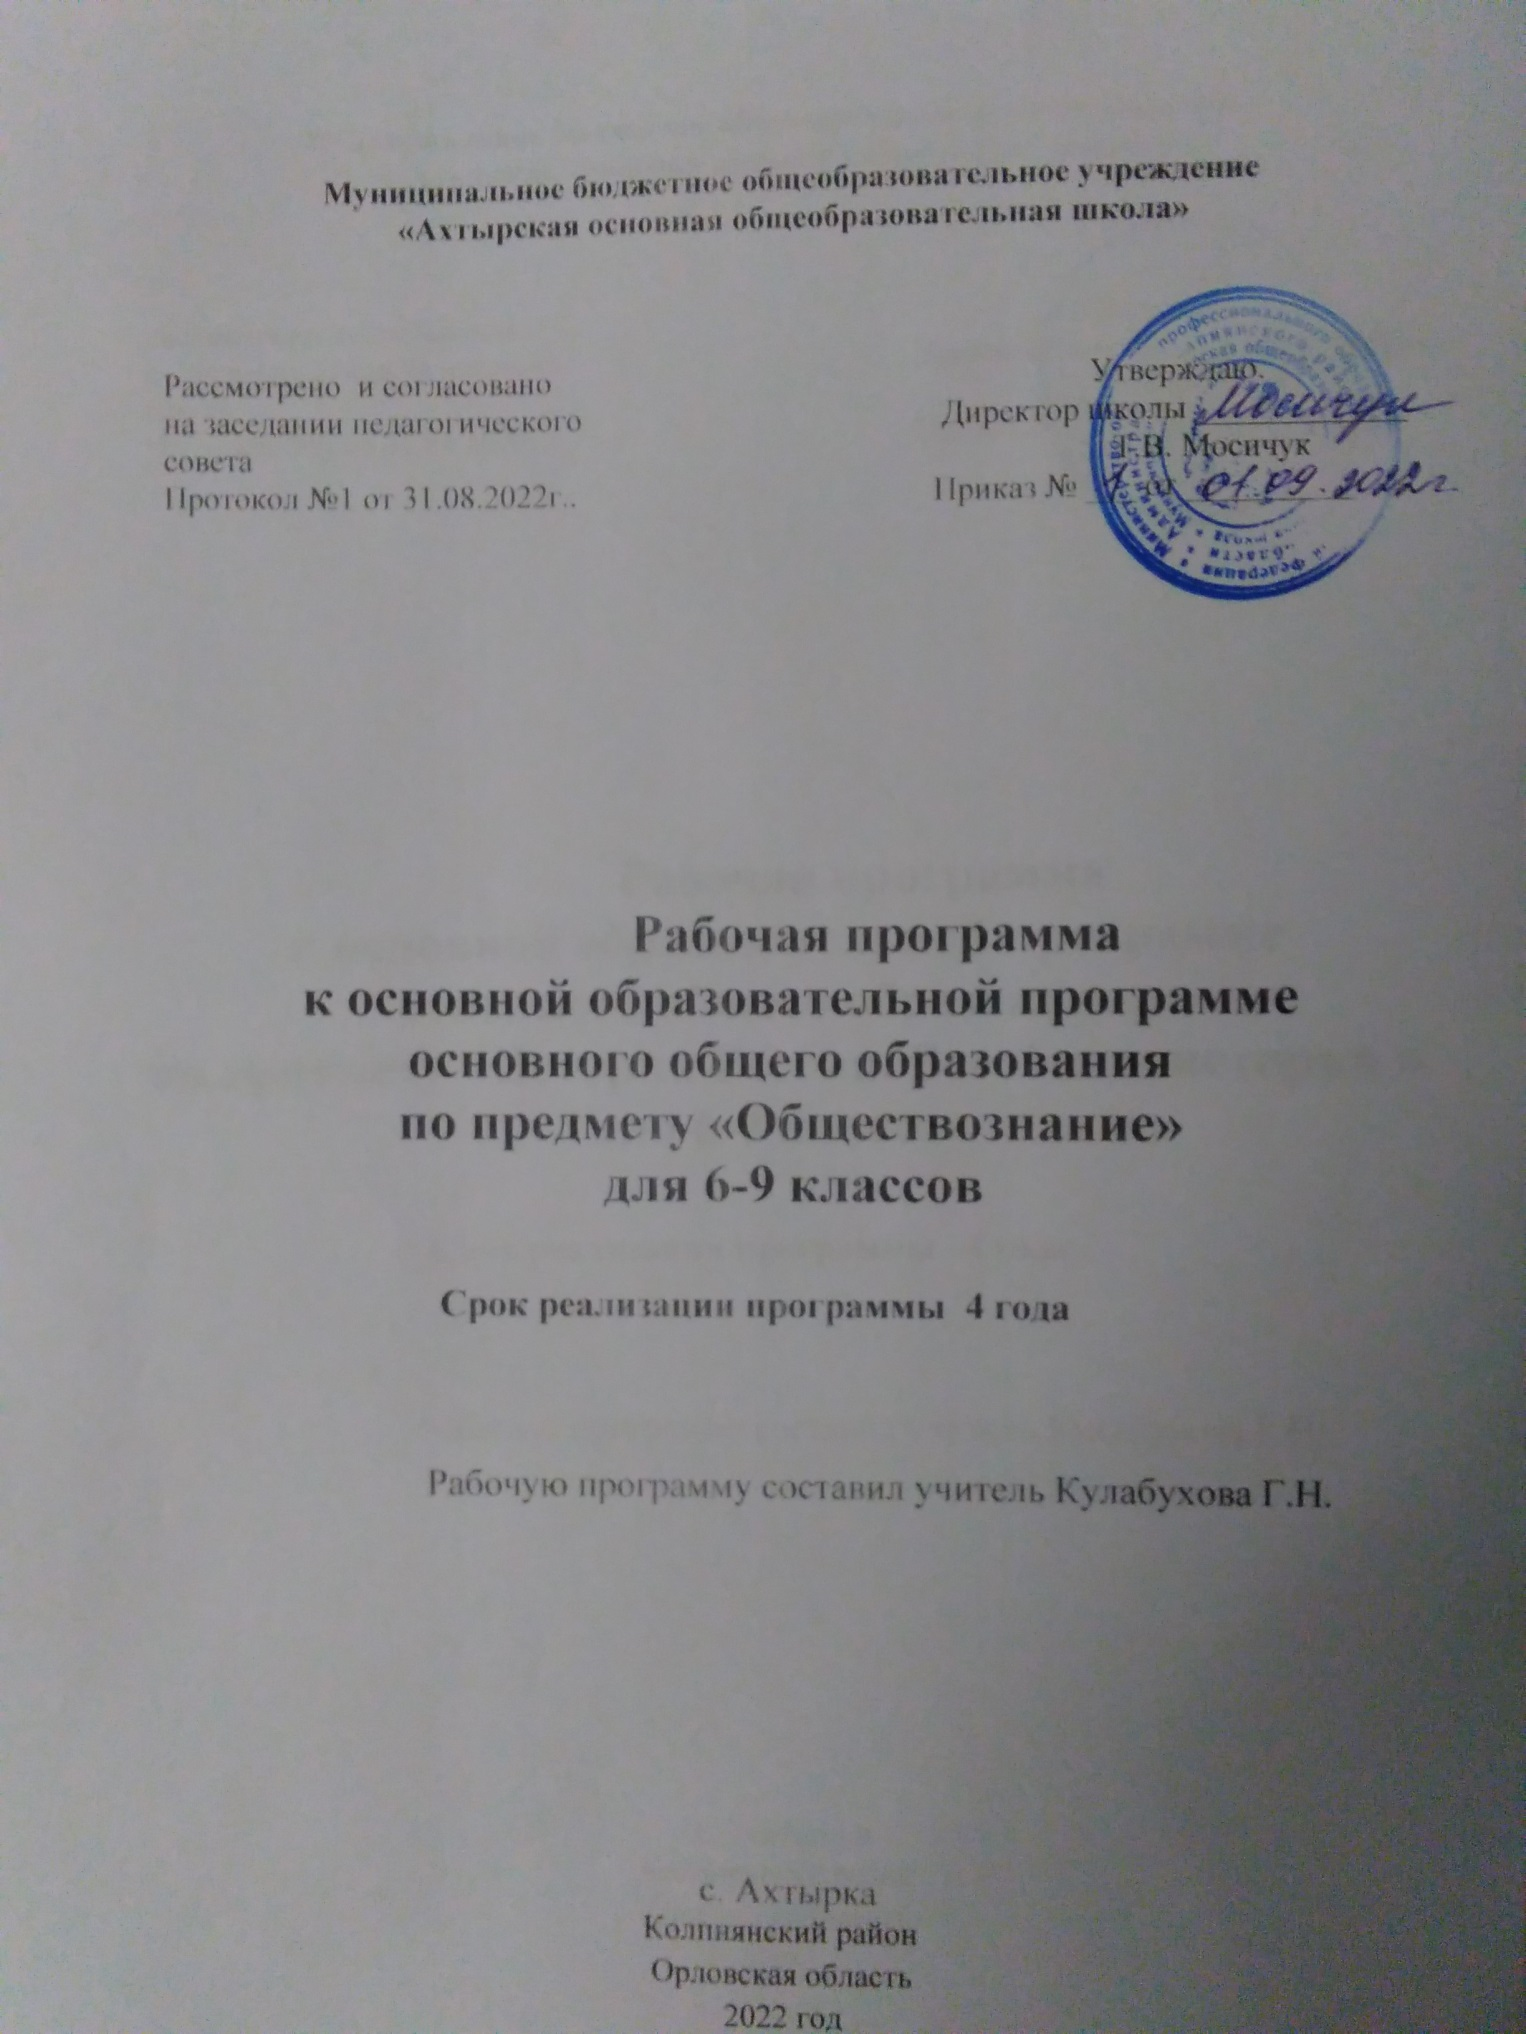 Муниципальное бюджетное общеобразовательное учреждение
«Ахтырская основная общеобразовательная школа»
Рассмотрено и согласовано
на заседании педагогического
совета
Протокол №1 от 31.08.2022г..
Утверждаю.
Директор школы Мосичук
Г.В. Мосичук
Приказ № от 01.09.2022г.
Рабочая программа
к основной образовательной программе
основного общего образования
по предмету «Обществознание»
для 6-9 классов
Срок реализации программы 4 года
Рабочую программу составил учитель Кулабухова Г.Н.
с. Ахтырка
Колпнянский район
Орловская область
2022 год